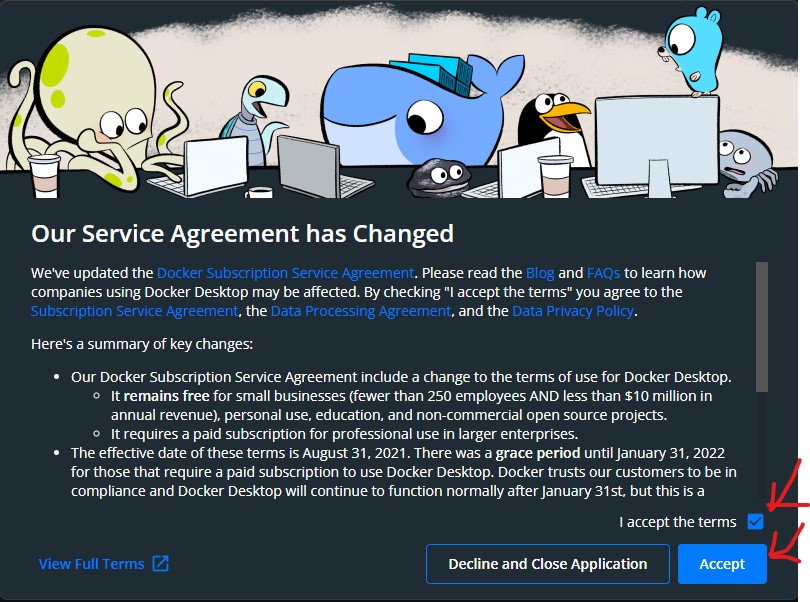 Our Service Agreement has Changed
We've updated the Docker Subscription Service Agreement. Please read the Blog and FAQs to learn how
companies using Docker Desktop may be affected. By checking "I accept the terms" you agree to the
Subscription Service Agreement, the Data Processing Agreement, and the Data Privacy Policy.
Here's a summary of key changes:
• Our Docker Subscription Service Agreement include a change to the terms of use for Docker Desktop.
◦ It remains free for small businesses (fewer than 250 employees AND less than $10 million in
annual revenue), personal use, education, and non-commercial open source projects.
◦ It requires a paid subscription for professional use in larger enterprises.
• The effective date of these terms is August 31, 2021. There was a grace period until January 31, 2022
for those that require a paid subscription to use Docker Desktop. Docker trusts our customers to be in
compliance and Docker Desktop will continue to function normally after January 31st, but this is a
I accept the terms
View Full Terms
Decline and Close Application
Accept